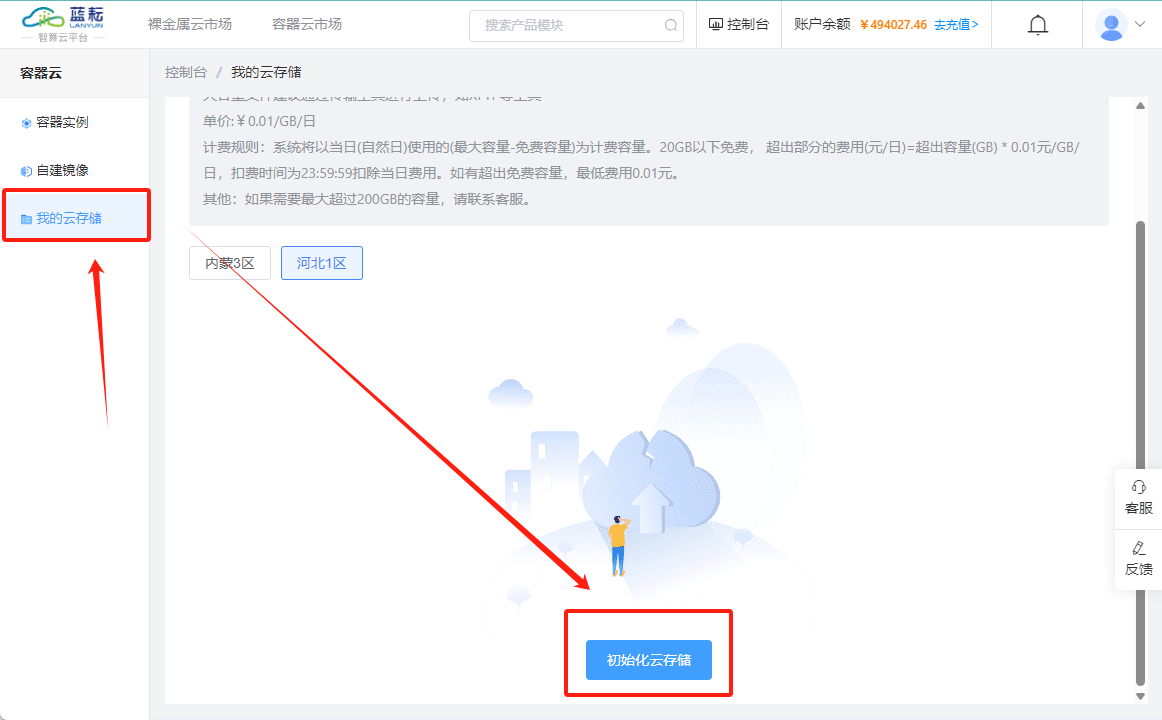 蓝耘
LANYUN
智算云平台
裸金属云市场
容器云市场
搜索产品模块
控制台
账户余额
¥494027.46
去充值>
容器云
控制台 / 我的云存储
容器实例
自建镜像
我的云存储
单价:¥0.01/GB/日
计费规则：系统将以当日(自然日)使用的(最大容量-免费容量)为计费容量。20GB以下免费， 超出部分的费用(元/日)=超出容量(GB) * 0.01元/GB/
日，扣费时间为23:59:59扣除当日费用。如有超出免费容量，最低费用0.01元。
其他：如果需要最大超过200GB的容量，请联系客服。
内蒙3区
河北1区
客服
反馈
初始化云存储